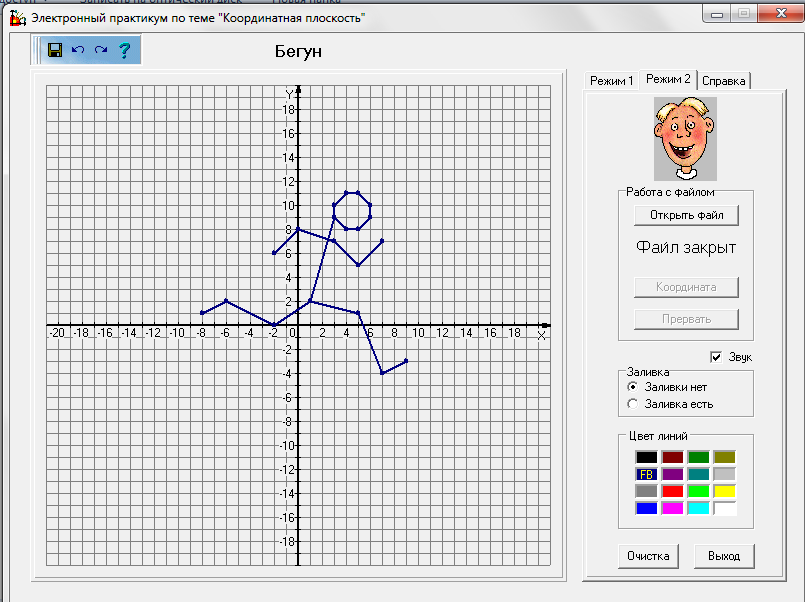 Записать на оптический диск
Новая папка
Электронный практикум по теме "Координатная плоскость"
?
Бегун
Режим 1
Режим 2
Справка
Y
18
16
14
12
10
8
6
4
2
-20 -18 -16 -14 -12 -10 -8 -6 -4 -2 0 2 4 6 8 10 12 14 16 18
X
-2
-4
-6
-8
-10
-12
-14
-16
-18
Работа с файлом
Открыть файл
Файл закрыт
Координата
Прервать
Звук
Заливка
Заливки нет
Заливка есть
Цвет линий
FB
Очистка
Выход